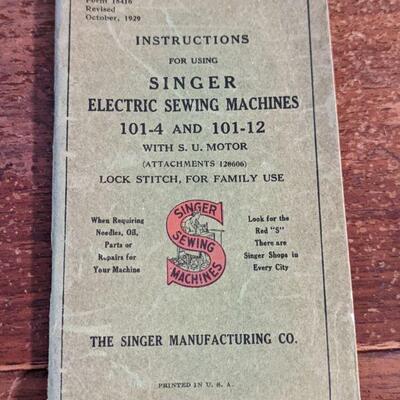 Form 15416
Revised
October, 1929
INSTRUCTIONS
FOR USING
SINGER
ELECTRIC SEWING MACHINES
101-4 AND 101-12
WITH S. U. MOTOR
(ATTACHMENTS 120606)
LOCK STITCH, FOR FAMILY USE
When Requiring
Needles, Oil,
Parts or
Repairs for
Your Machine
SINGER
SEWING
MACHINES
Look for the
Red "S"
There are
Singer Shops in
Every City
THE SINGER MANUFACTURING CO.
PRINTED IN U. S. A.